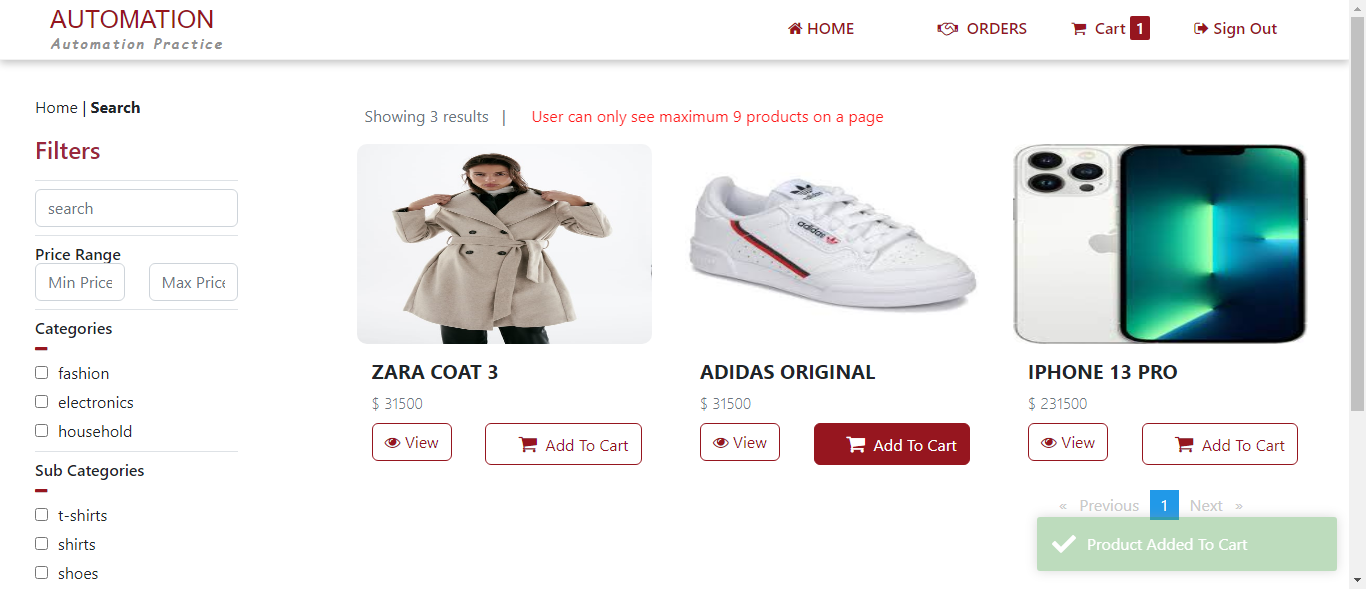 AUTOMATION
Automation Practice
HOME
ORDERS
Cart 1
Sign Out
Home | Search
Showing 3 results |
User can only see maximum 9 products on a page
Filters
search
Price Range
Min Price
Max Price
Categories
fashion
electronics
household
Sub Categories
t-shirts
shirts
shoes
adidas
adidas
ZARA COAT 3
$ 31500
View
Add To Cart
ADIDAS ORIGINAL
$ 31500
View
Add To Cart
IPHONE 13 PRO
$ 231500
View
Add To Cart
« Previous 1 Next »
Product Added To Cart